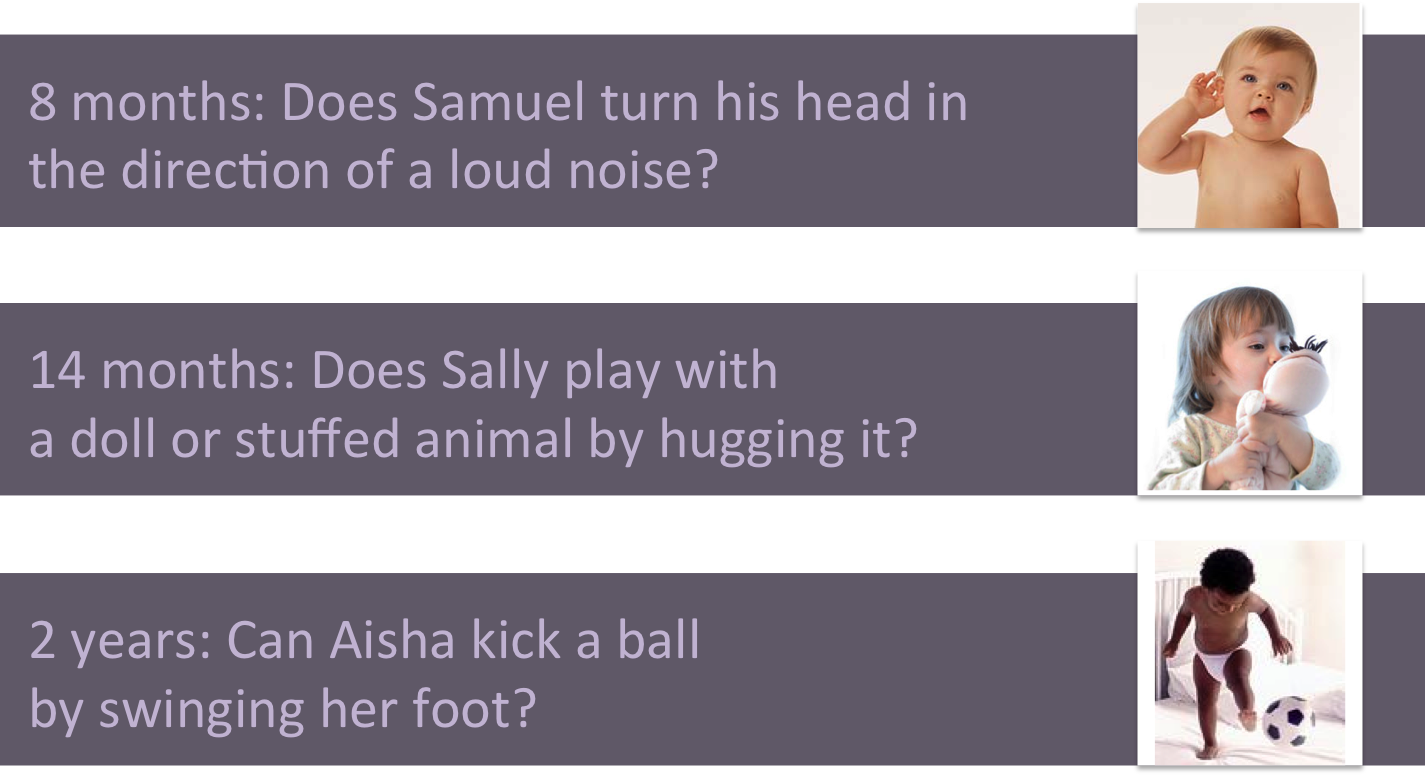 8 months: Does Samuel turn his head in
the direction of a loud noise?
14 months: Does Sally play with
a doll or stuffed animal by hugging it?
2 years: Can Aisha kick a ball
by swinging her foot?